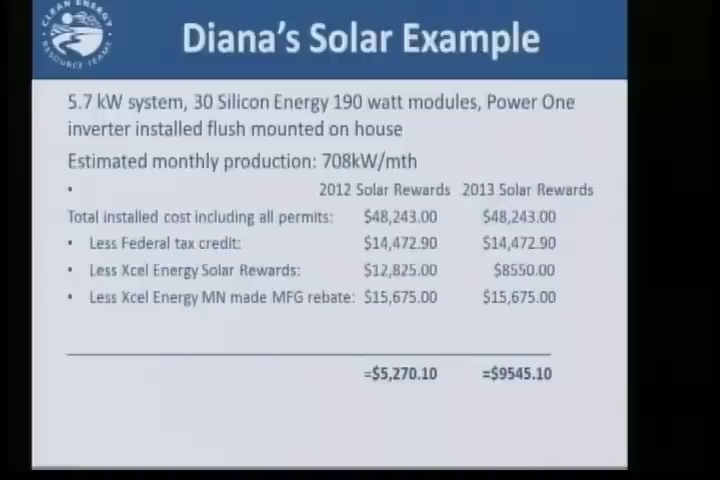 CLEAN ENERGY
RESOURCE TEAMS
Diana's Solar Example
5.7 kW system, 30 Silicon Energy 190 watt modules, Power One
inverter installed flush mounted on house
Estimated monthly production: 708kW/mth
• 2012 Solar Rewards 2013 Solar Rewards
Total installed cost including all permits: $48,243.00 $48,243.00
• Less Federal tax credit: $14,472.90 $14,472.90
• Less Xcel Energy Solar Rewards: $12,825.00 $8550.00
• Less Xcel Energy MN made MFG rebate: $15,675.00 $15,675.00
=$5,270.10 =$9545.10